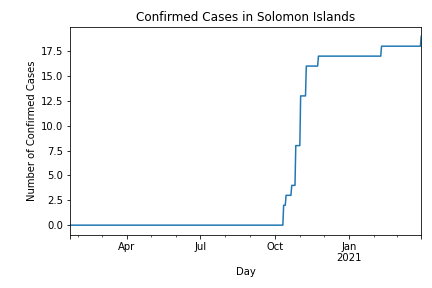 Confirmed Cases in Solomon Islands
Number of Confirmed Cases
17.5
15.0
12.5
10.0
7.5
5.0
2.5
0.0
Apr Jul Oct Jan
2021
Day